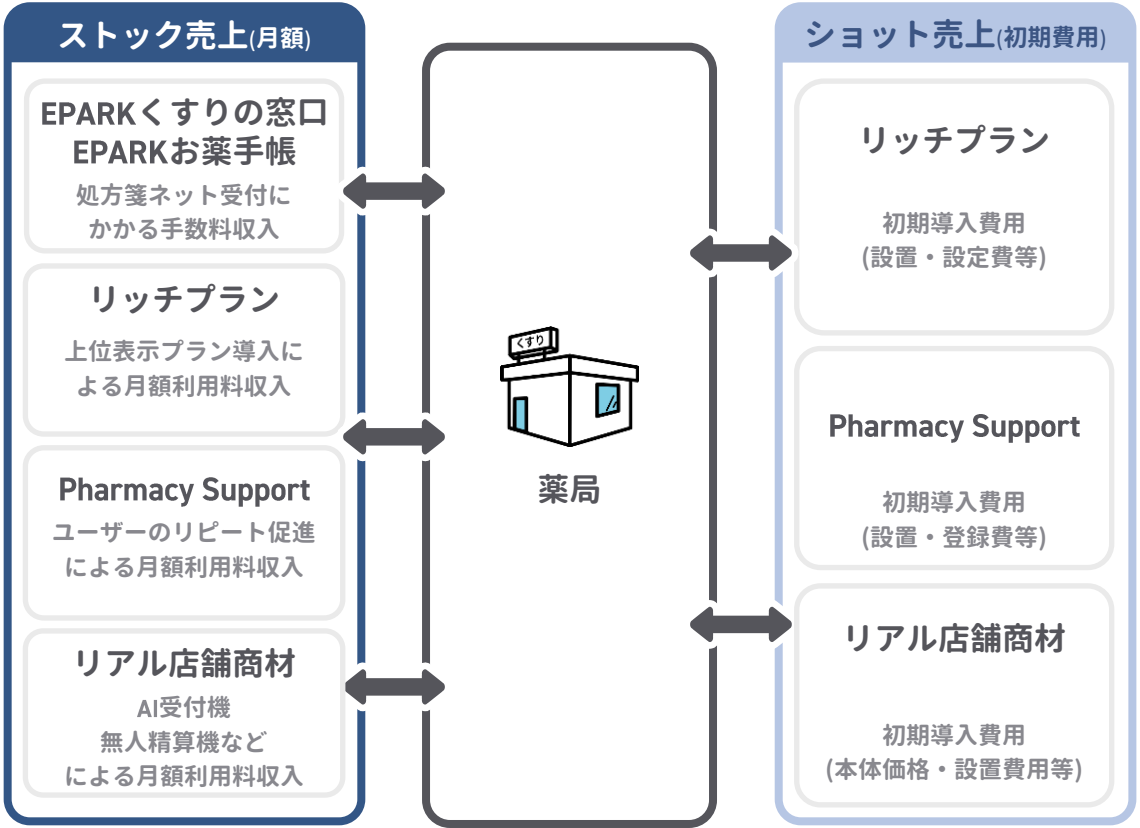 ストック売上(月額)
EPARKくすりの窓口
EPARKお薬手帳
処方箋ネット受付に
かかる手数料収入
リッチプラン
上位表示プラン導入に
よる月額利用料収入
Pharmacy Support
ユーザーのリピート促進
による月額利用料収入
リアル店舗商材
AI受付機
無人精算機など
による月額利用料収入
くすり
薬局
ショット売上(初期費用)
リッチプラン
初期導入費用
(設置・設定費等)
Pharmacy Support
初期導入費用
(設置・登録費等)
リアル店舗商材
初期導入費用
(本体価格・設置費用等)